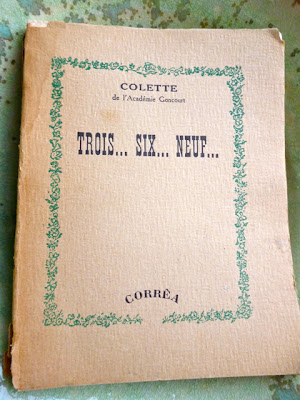 COLETTE
de l'Académie Goncourt
TROIS... SIX... NEUF...
CORRÊA